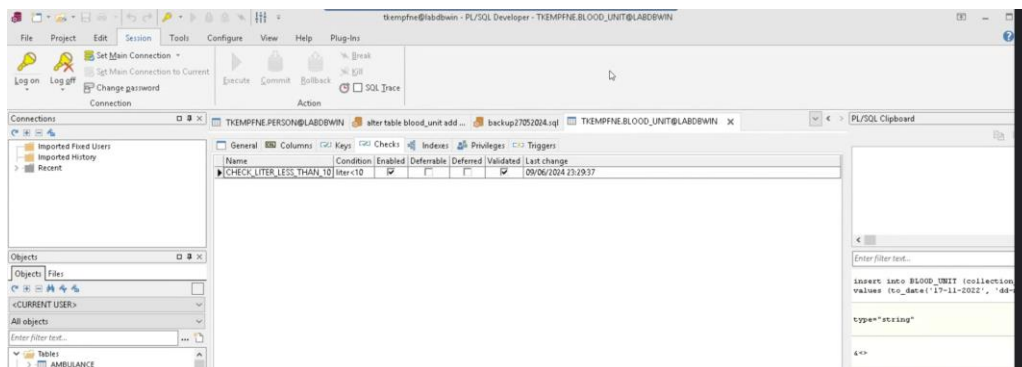 tkempfne@labdbwin - PL/SQL Developer - TKEMPFNE.BLOOD_UNIT@LABDBWIN
File Project Edit Session Tools Configure View Help Plug-Ins
Log on
Log off
Set Main Connection
Set Main Connection to Current
Change password
Connection
Execute
Commit
Rollback
Break
Kill
SQL Trace
Action
Connections
Imported Fixed Users
Imported History
Recent
TKEMPFNE.PERSON@LABDBWIN alter table blood_unit add ... backup27052024.sql TKEMPFNE.BLOOD_UNIT@LABDBWIN X
General Columns Keys Checks Indexes Privileges Triggers
Name Condition Enabled Deferrable Deferred Validated Last change
CHECK_LITER_LESS_THAN_10 liter<10 09/06/2024 23:29:37
Objects
Objects Files
<CURRENT USER>
All objects
Enter filter text...
Tables
AMBULANCE
PL/SQL Clipboard
Enter filter text...
insert into BLOOD_UNIT (collection_
values (to_date('17-11-2022', 'dd-
type="string"
&<>